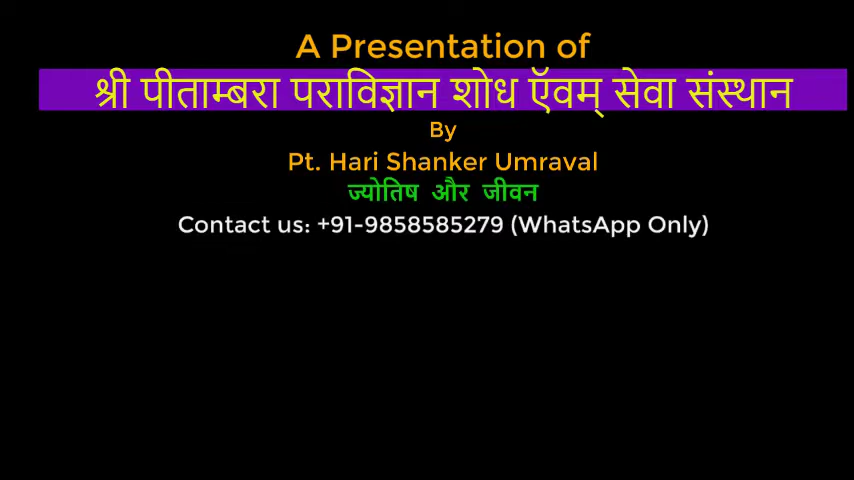 A Presentation of
श्री पीताम्बरा पराविज्ञान शोध ऍवम् सेवा संस्थान
By
Pt. Hari Shanker Umraval
ज्योतिष और जीवन
Contact us: +91-9858585279 (WhatsApp Only)